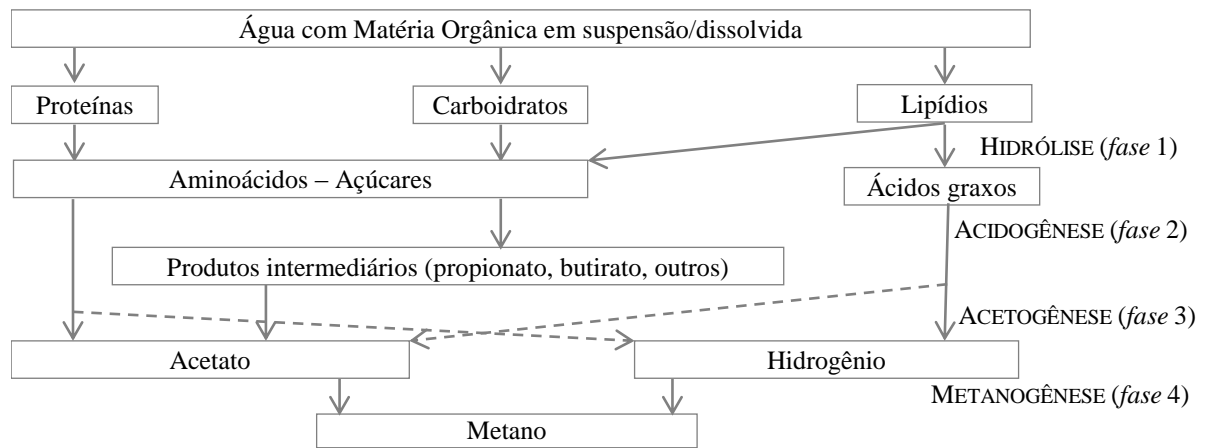 Água com Matéria Orgânica em suspensão/dissolvida
Proteínas
Carboidratos
Lipídios
HIDRÓLISE (fase 1)
Aminoácidos – Açúcares
Ácidos graxos
ACIDOGÊNESE (fase 2)
Produtos intermediários (propionato, butirato, outros)
ACETOGÊNESE (fase 3)
Acetato
Hidrogênio
METANOGÊNESE (fase 4)
Metano